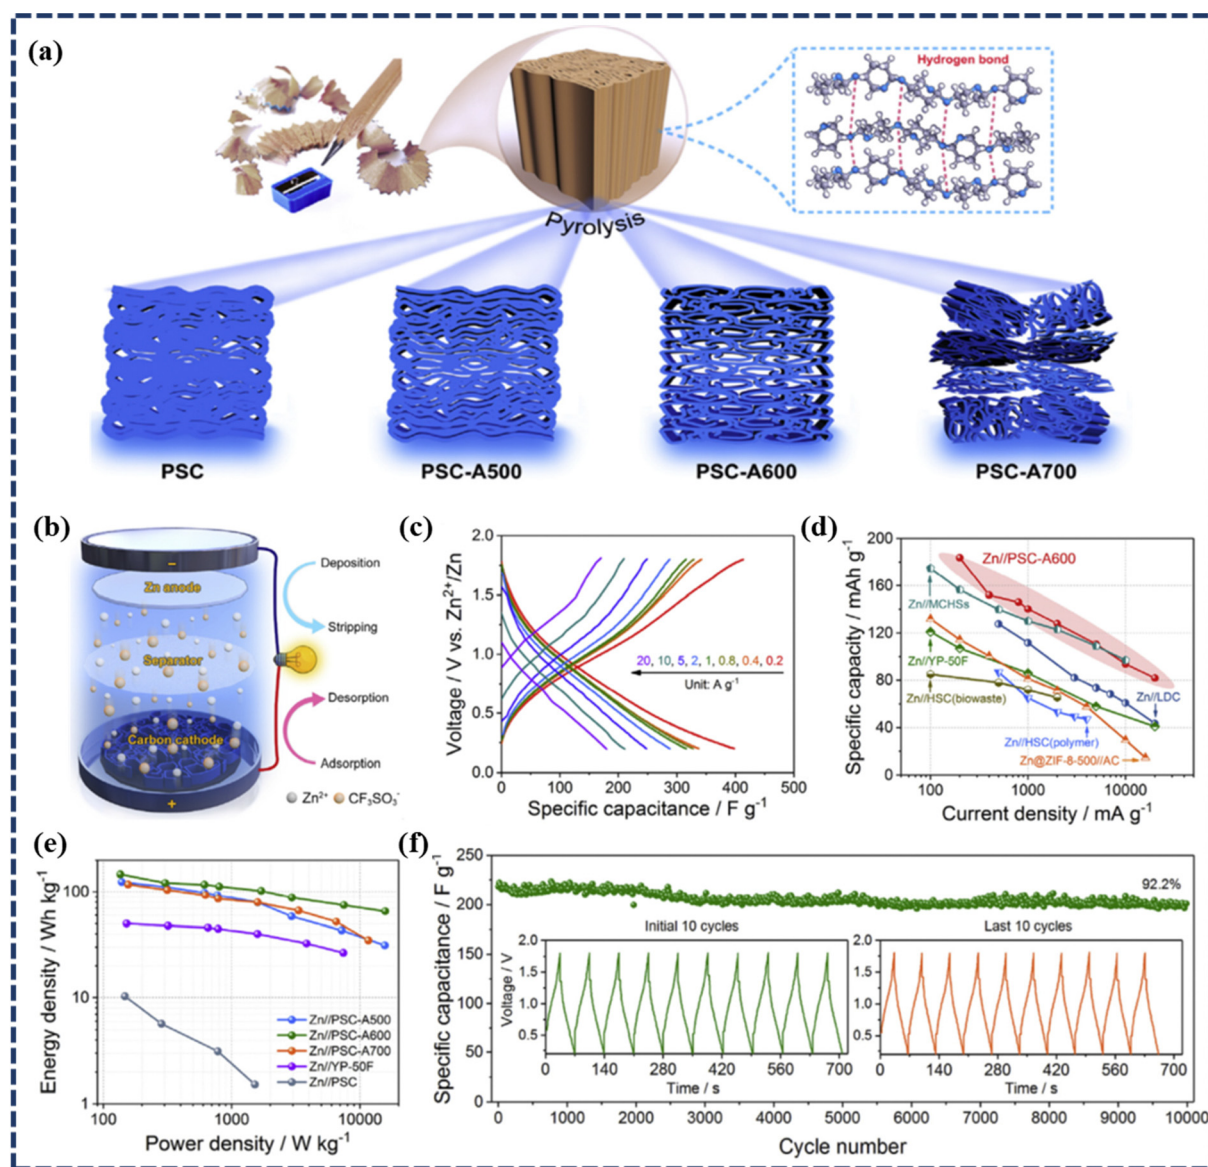 (a)
Hydrogen bond
Pyrolysis
PSC
PSC-A500
PSC-A600
PSC-A700
(b)
−
Zn anode
Separator
Carbon cathode
+
Deposition
Stripping
Desorption
Adsorption
Zn²⁺ CF₃SO₃⁻
(c)
Voltage / V vs. Zn²⁺/Zn
2.0
1.5
1.0
0.5
0.0
20, 10, 5, 2, 1, 0.8, 0.4, 0.2
Unit: A g⁻¹
0 100 200 300 400 500
Specific capacitance / F g⁻¹
(d)
Specific capacity / mAh g⁻¹
200
160
120
80
40
0
Zn//PSC-A600
Zn//MCHSs
Zn//YP-50F
Zn//HSC(biowaste)
Zn//LDC
Zn//HSC(polymer)
Zn@ZIF-8-500//AC
100 1000 10000
Current density / mA g⁻¹
(e)
Energy density / Wh kg⁻¹
100
10
1
Zn//PSC-A500
Zn//PSC-A600
Zn//PSC-A700
Zn//YP-50F
Zn//PSC
100 1000 10000
Power density / W kg⁻¹
(f)
Specific capacitance / F g⁻¹
250
200
150
100
50
0
92.2%
Initial 10 cycles
Voltage / V
2.0
1.5
1.0
0.5
0 140 280 420 560 700
Time / s
Last 10 cycles
2.0
1.5
1.0
0.5
0 140 280 420 560 700
Time / s
0 1000 2000 3000 4000 5000 6000 7000 8000 9000 10000
Cycle number